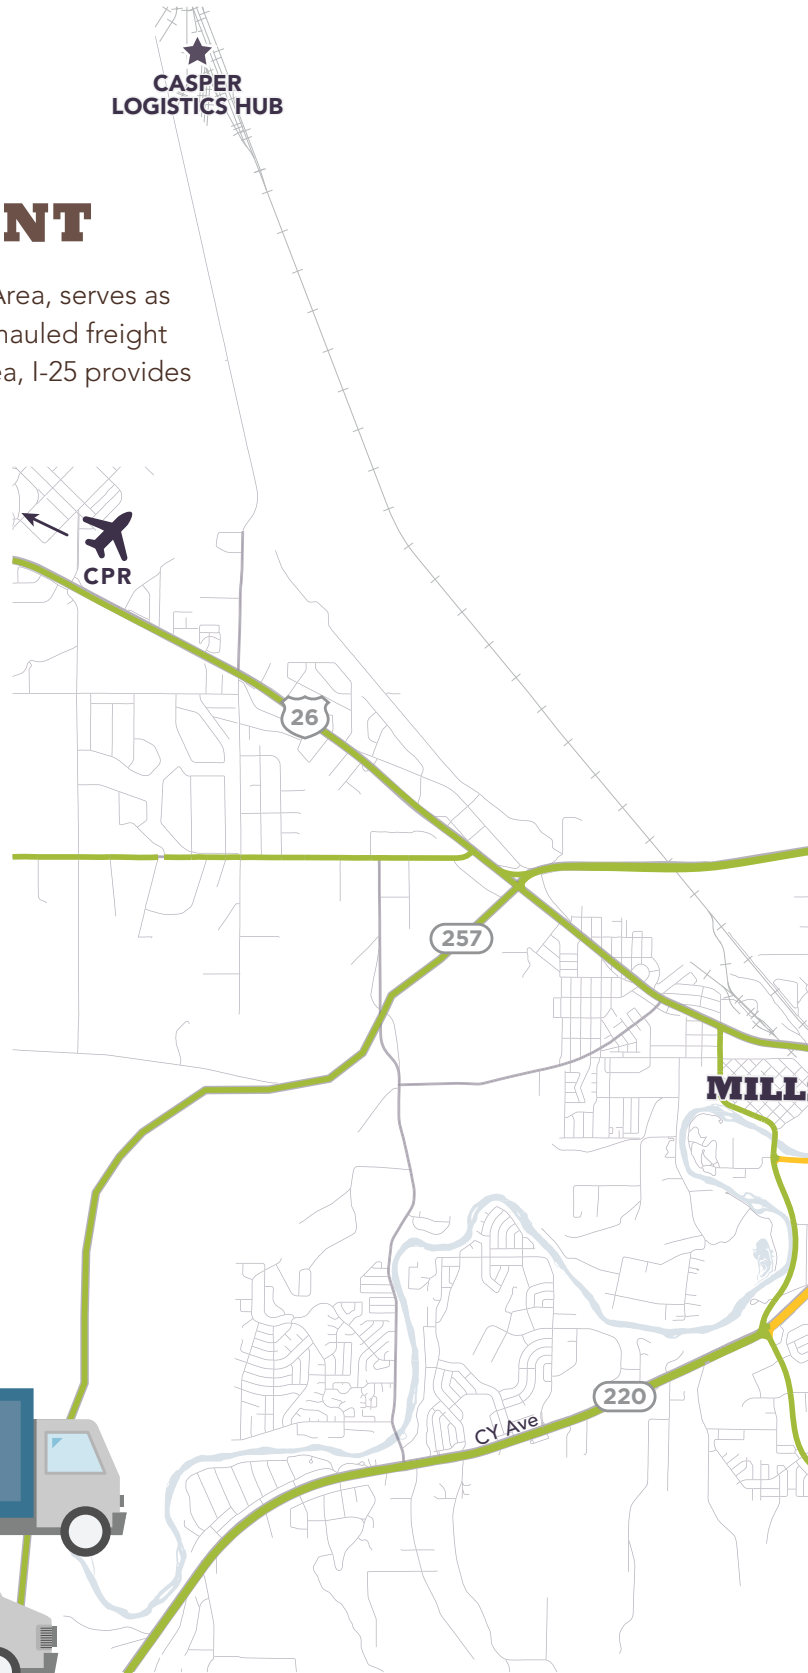 CASPER
LOGISTICS HUB
NT
Area, serves as
hauled freight
ea, I-25 provides
CPR
26
257
MILL
220
CY Ave